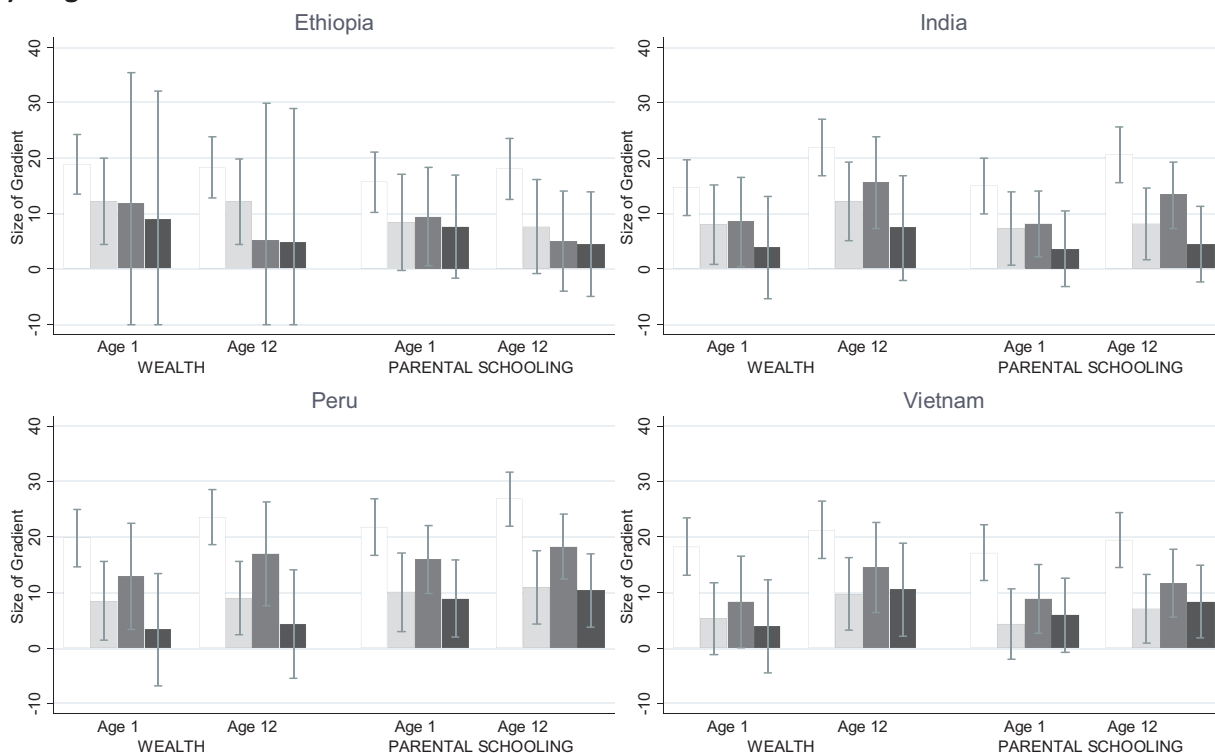 Ethiopia
India
40
30
20
10
0
-10
Size of Gradient
Age 1
Age 12
Age 1
Age 12
WEALTH
PARENTAL SCHOOLING
40
30
20
10
0
-10
Size of Gradient
Age 1
Age 12
Age 1
Age 12
WEALTH
PARENTAL SCHOOLING
Peru
Vietnam
40
30
20
10
0
-10
Size of Gradient
Age 1
Age 12
Age 1
Age 12
WEALTH
PARENTAL SCHOOLING
40
30
20
10
0
-10
Size of Gradient
Age 1
Age 12
Age 1
Age 12
WEALTH
PARENTAL SCHOOLING